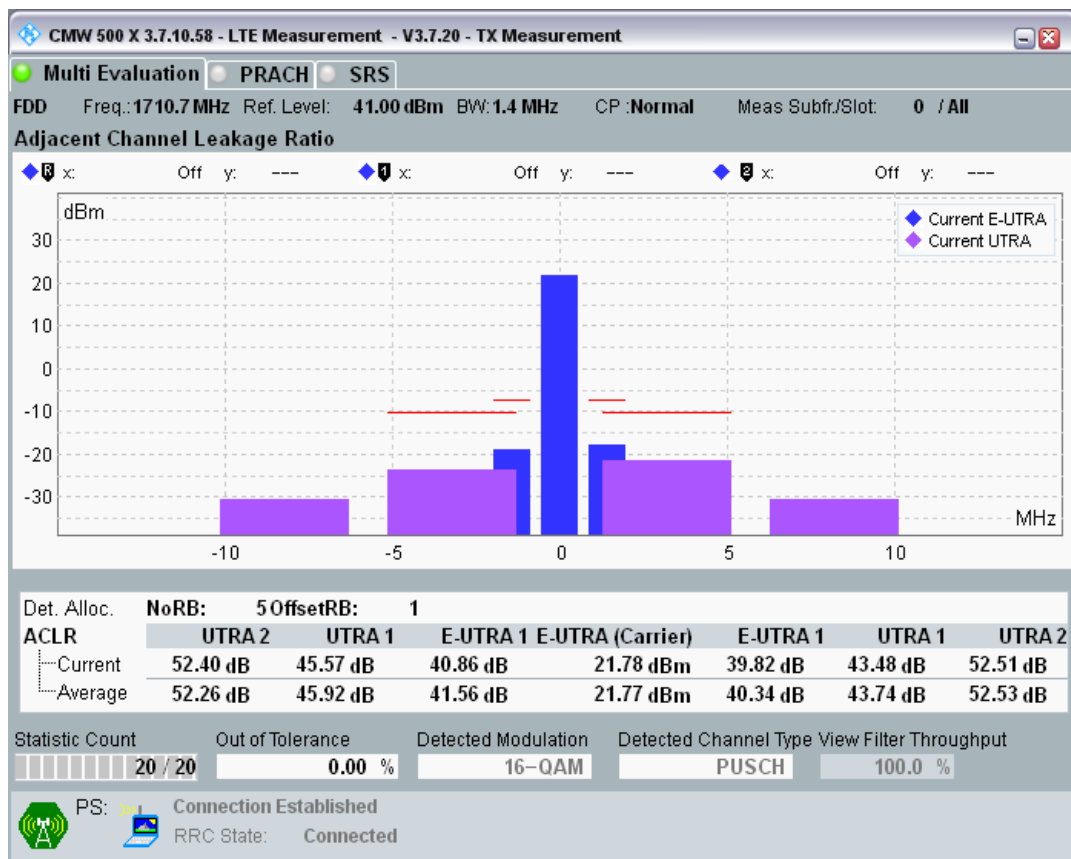 CMW 500 X 3.7.10.58 - LTE Measurement - V3.7.20 - TX Measurement
Multi Evaluation PRACH SRS
FDD Freq.: 1710.7 MHz Ref. Level: 41.00 dBm BW: 1.4 MHz CP : Normal Meas Subfr./Slot: 0 / All
Adjacent Channel Leakage Ratio
R x: Off y: --- 1 x: Off y: --- 2 x: Off y: ---
dBm
Current E-UTRA
Current UTRA
30
20
10
0
-10
-20
-30
MHz
-10 -5 0 5 10
Det. Alloc. NoRB: 5 OffsetRB: 1
ACLR UTRA 2 UTRA 1 E-UTRA 1 E-UTRA (Carrier) E-UTRA 1 UTRA 1 UTRA 2
Current 52.40 dB 45.57 dB 40.86 dB 21.78 dBm 39.82 dB 43.48 dB 52.51 dB
Average 52.26 dB 45.92 dB 41.56 dB 21.77 dBm 40.34 dB 43.74 dB 52.53 dB
Statistic Count Out of Tolerance Detected Modulation Detected Channel Type View Filter Throughput
20 / 20 0.00 % 16-QAM PUSCH 100.0 %
PS: Connection Established
RRC State: Connected